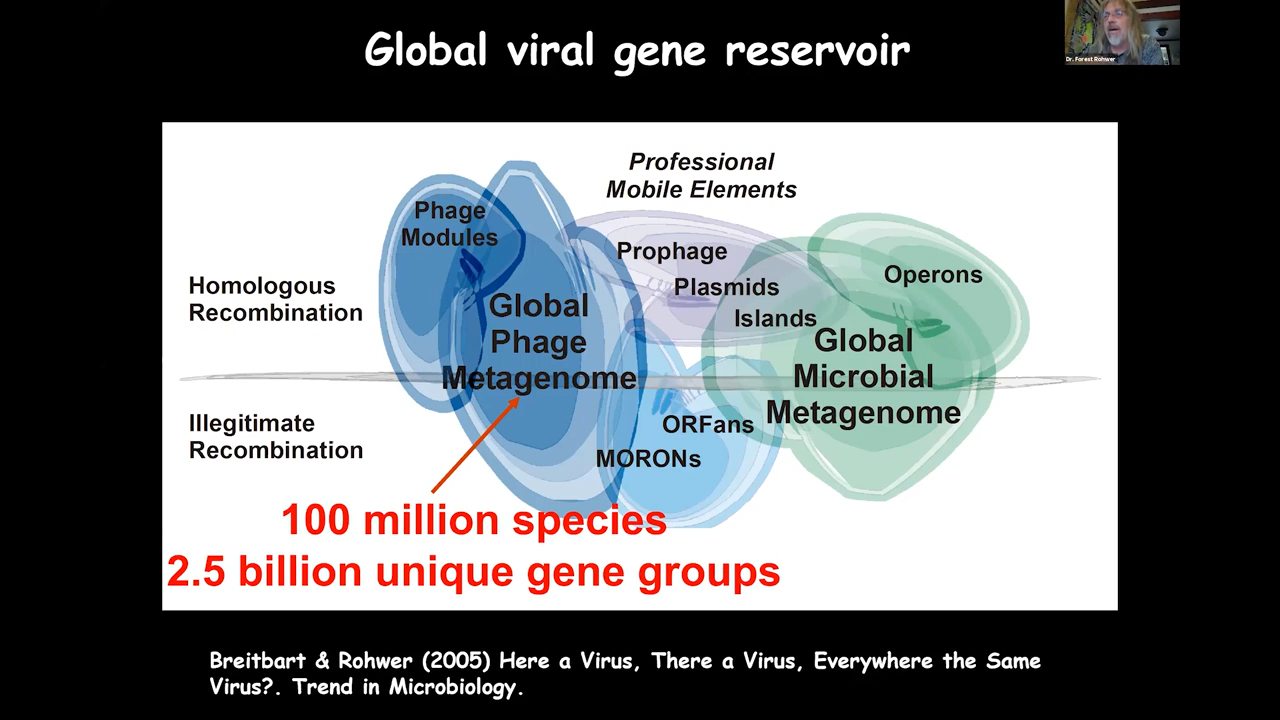 Global viral gene reservoir
Dr. Forest Rohwer
Professional
Mobile Elements
Phage
Modules
Prophage
Plasmids
Islands
Operons
Homologous
Recombination
Global
Phage
Metagenome
Global
Microbial
Metagenome
Illegitimate
Recombination
ORFans
MORONs
100 million species
2.5 billion unique gene groups
Breitbart & Rohwer (2005) Here a Virus, There a Virus, Everywhere the Same
Virus?. Trend in Microbiology.